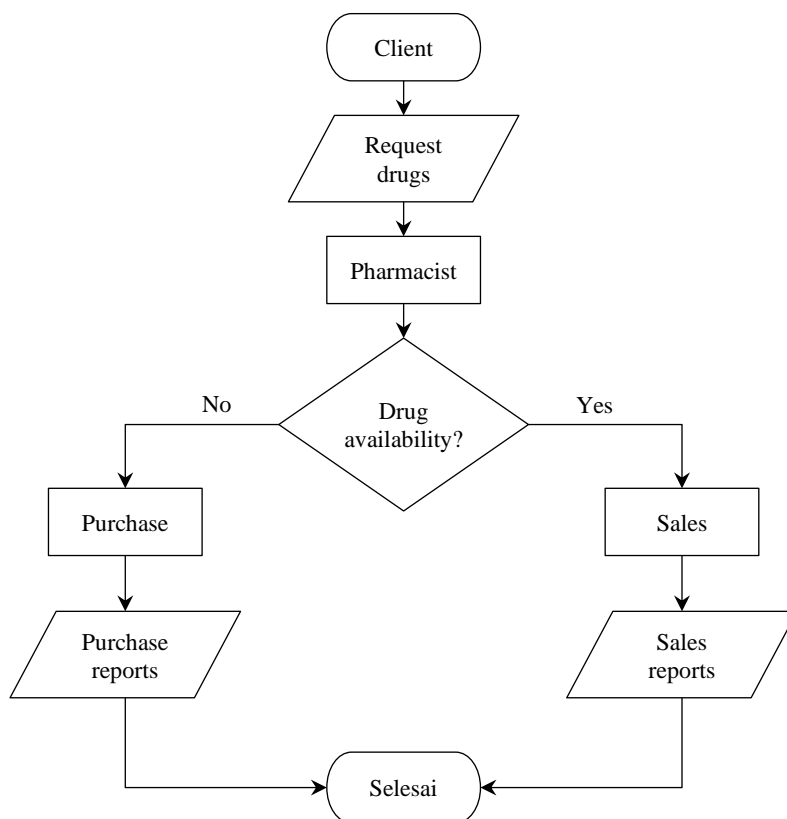 Client
Request
drugs
Pharmacist
Drug
availability?
No
Yes
Purchase
Sales
Purchase
reports
Sales
reports
Selesai